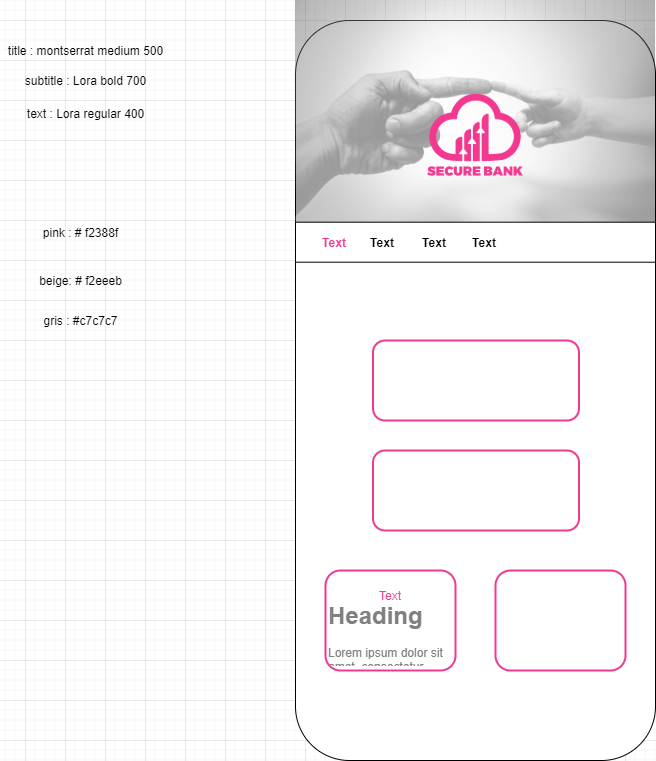 title : montserrat medium 500
subtitle : Lora bold 700
text : Lora regular 400
pink : # f2388f
beige: # f2eeeb
gris : #c7c7c7
SECURE BANK
Text Text Text Text
Text
Heading
Lorem ipsum dolor sit
amet, consectetur